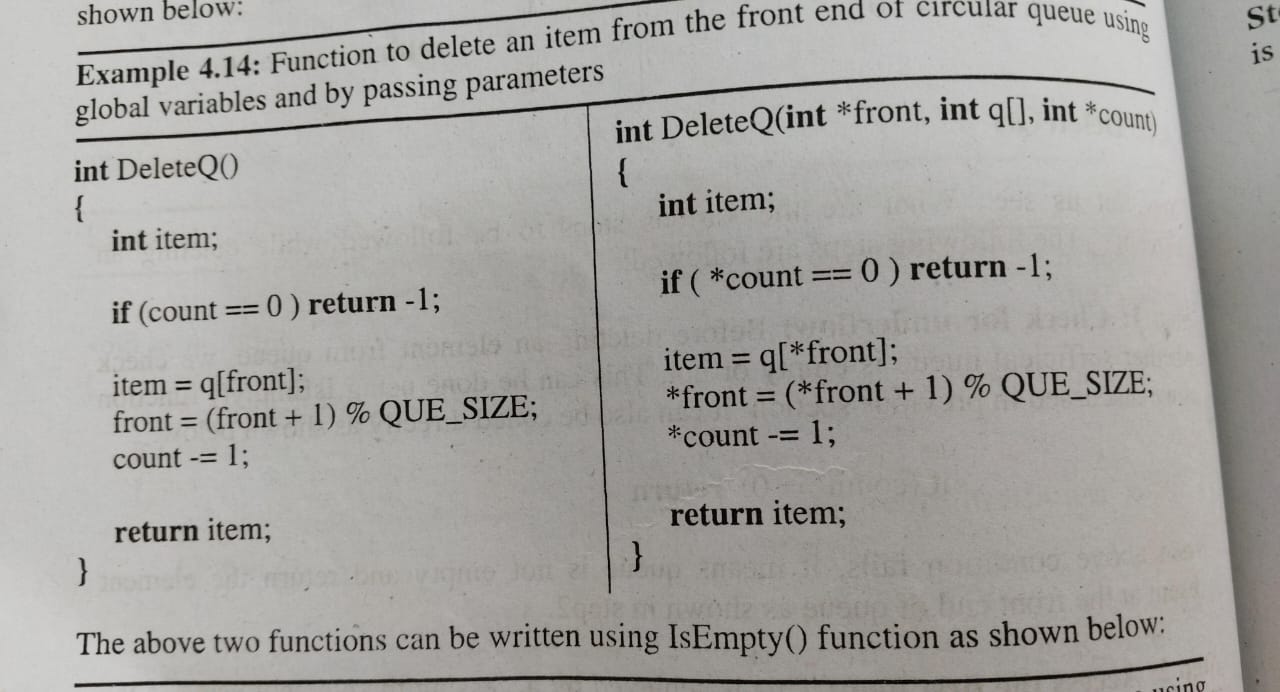 shown below:
Example 4.14: Function to delete an item from the front end of circular queue using
global variables and by passing parameters
int DeleteQ()
{
int item;
if (count == 0 ) return -1;
item = q[front];
front = (front + 1) % QUE_SIZE;
count -= 1;
return item;
}
int DeleteQ(int *front, int q[], int *count)
{
int item;
if ( *count == 0 ) return -1;
item = q[*front];
*front = (*front + 1) % QUE_SIZE;
*count -= 1;
return item;
}
The above two functions can be written using IsEmpty() function as shown below:
using
is